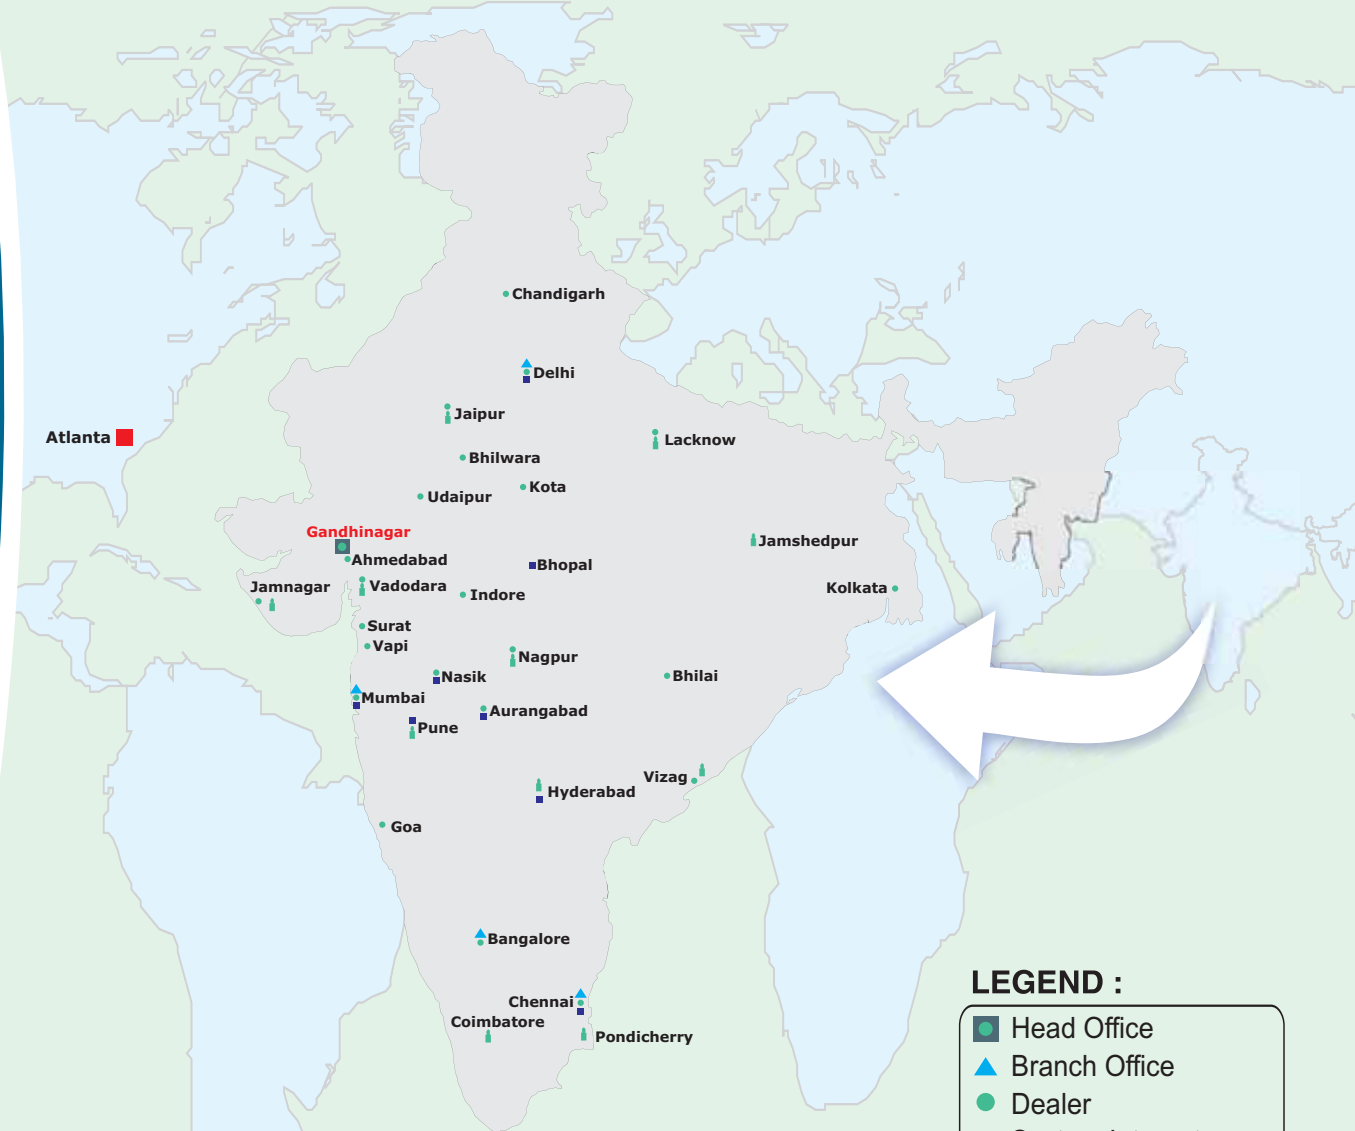 Chandigarh
Delhi
Jaipur
Atlanta
Lacknow
Bhilwara
Kota
Udaipur
Gandhinagar
Jamshedpur
Ahmedabad
Bhopal
Jamnagar
Vadodara
Kolkata
Indore
Surat
Vapi
Nagpur
Nasik
Bhilai
Mumbai
Aurangabad
Pune
Vizag
Hyderabad
Goa
Bangalore
LEGEND :
Chennai
Coimbatore
Head Office
Pondicherry
Branch Office
Dealer